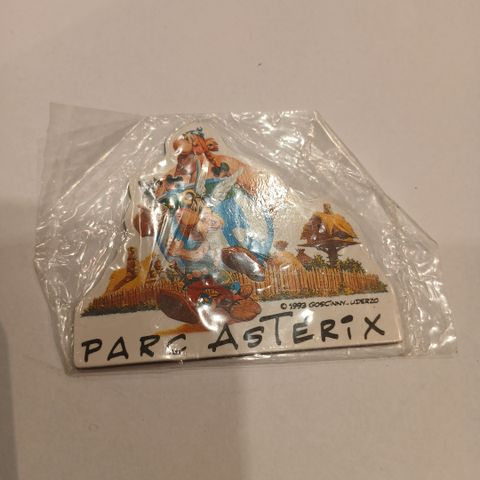 © 1993 GOSCINNY-UDERZO
PARC ASTERIX